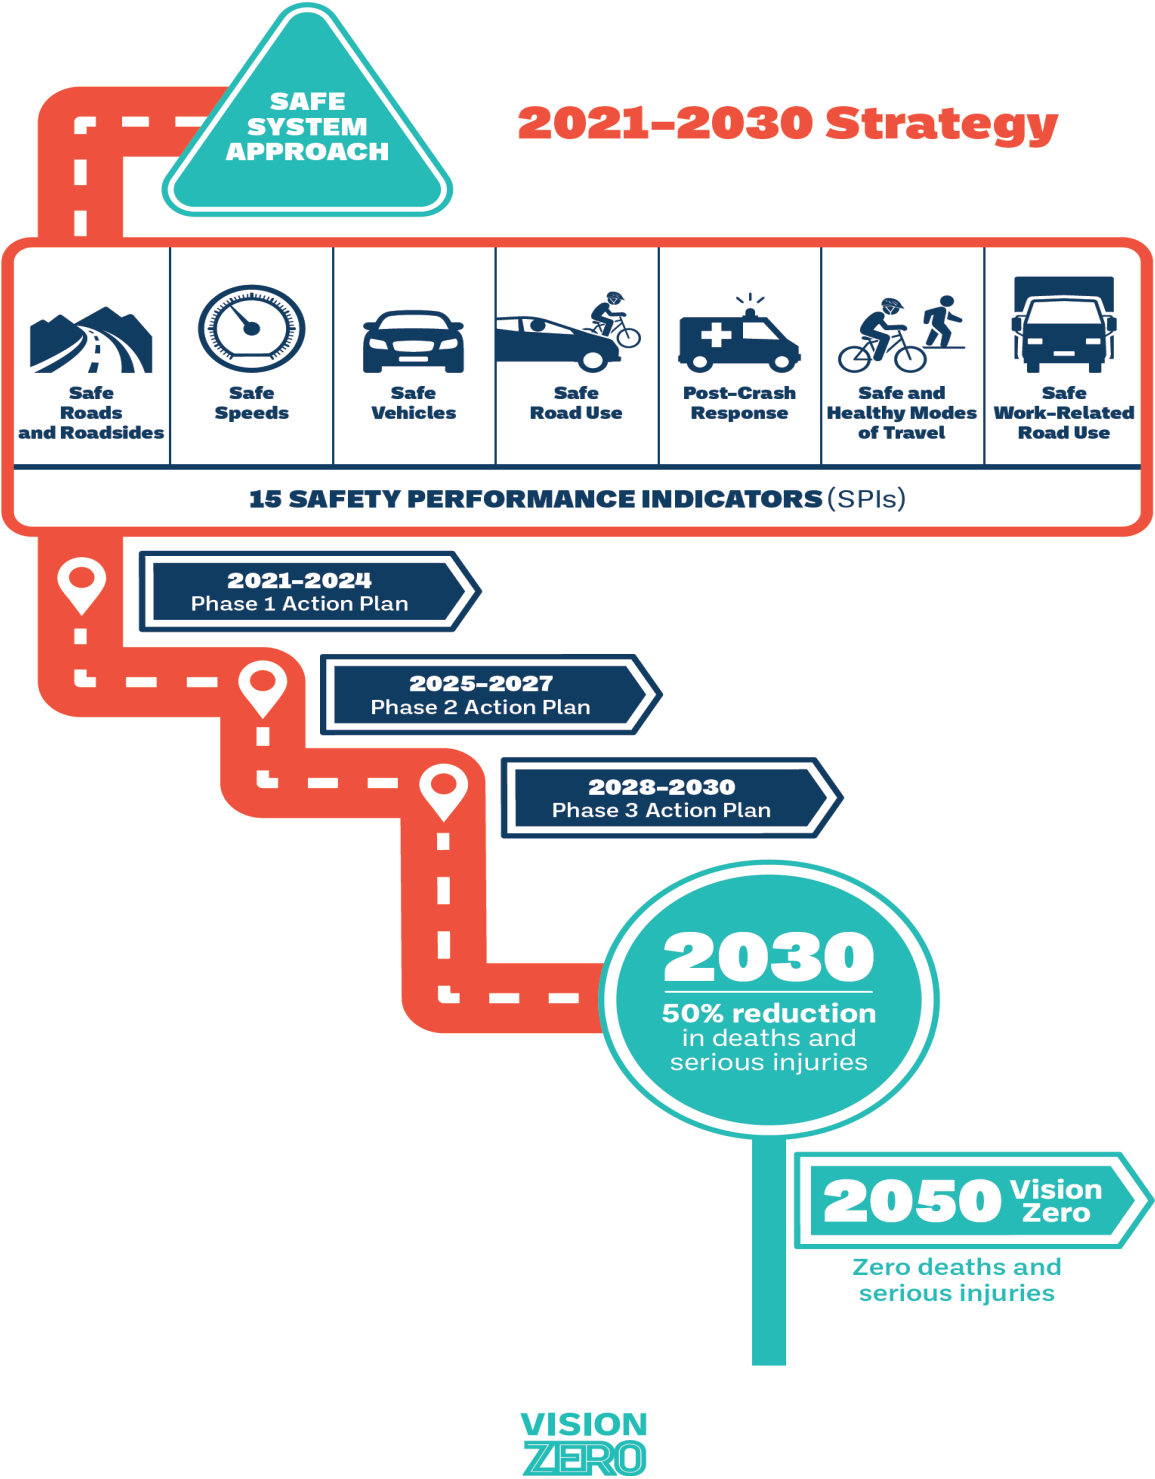 SAFE
SYSTEM
APPROACH
2021–2030 Strategy
Safe
Roads
and Roadsides
Safe
Speeds
Safe
Vehicles
Safe
Road Use
Post–Crash
Response
Safe and
Healthy Modes
of Travel
Safe
Work–Related
Road Use
15 SAFETY PERFORMANCE INDICATORS (SPIs)
2021–2024
Phase 1 Action Plan
2025–2027
Phase 2 Action Plan
2028–2030
Phase 3 Action Plan
2030
50% reduction
in deaths and
serious injuries
2050 Vision
Zero
Zero deaths and
serious injuries
VISION
ZERO